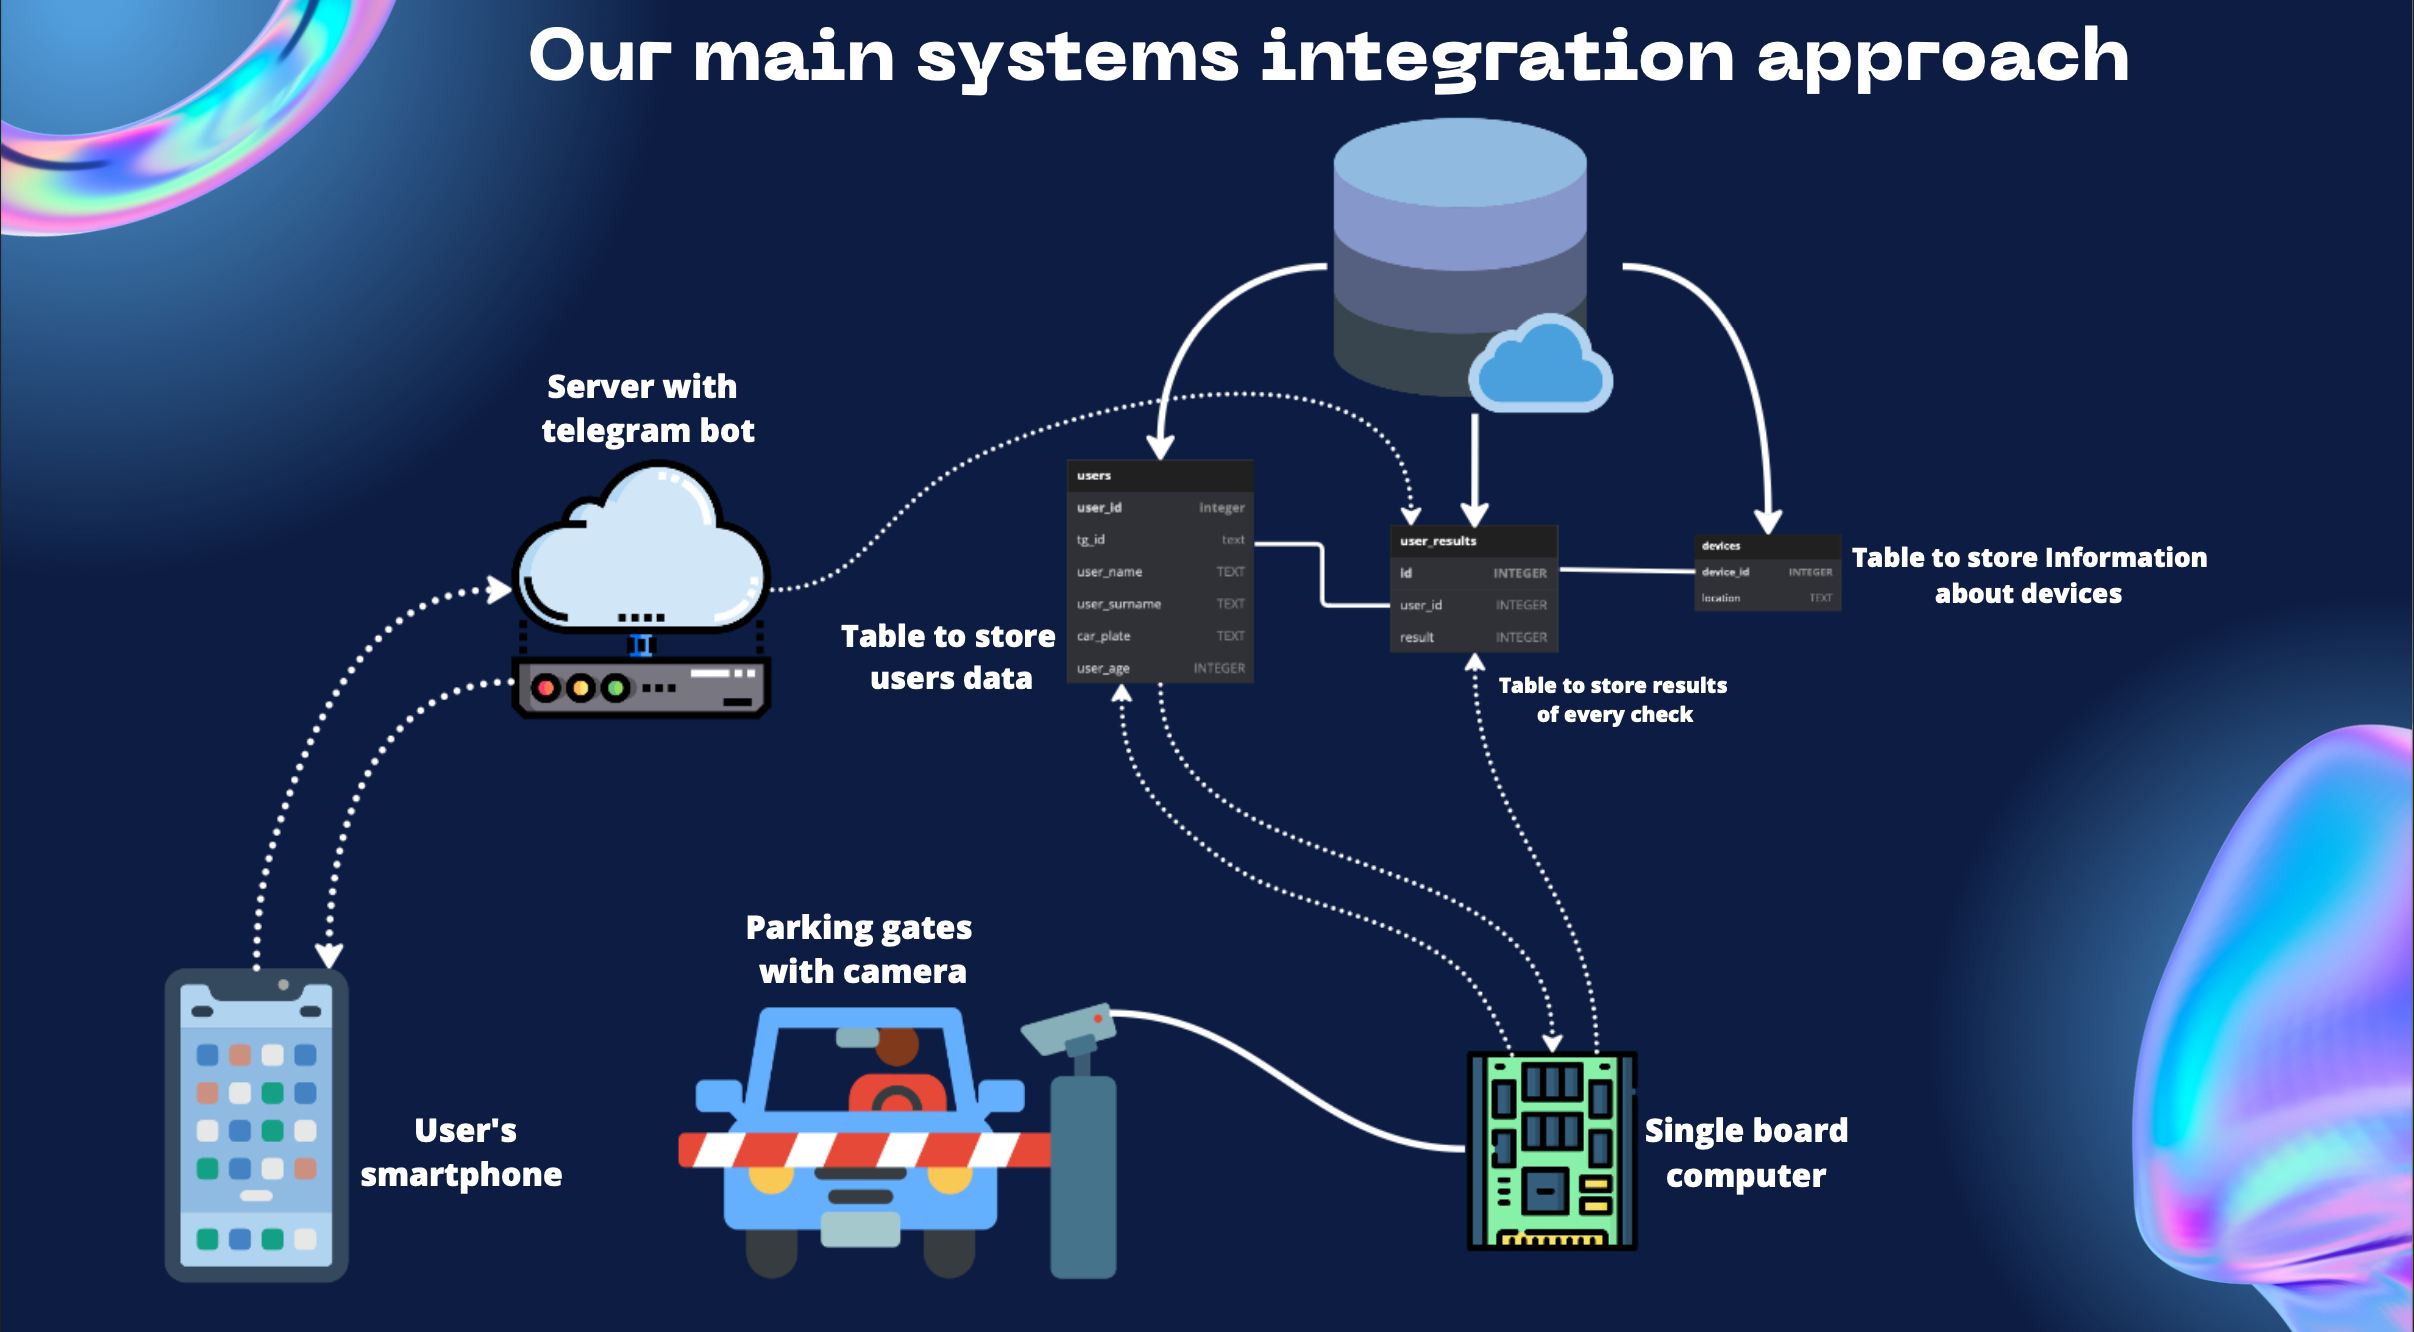 Our main systems integration approach
Server with
telegram bot
users
user_id Integer
tg_id text
user_name TEXT
user_surname TEXT
car_plate TEXT
user_age INTEGER
Table to store
users data
user_results
id INTEGER
user_id INTEGER
result INTEGER
Table to store results
of every check
devices
device_id INTEGER
location TEXT
Table to store Information
about devices
Parking gates
with camera
User's
smartphone
Single board
computer